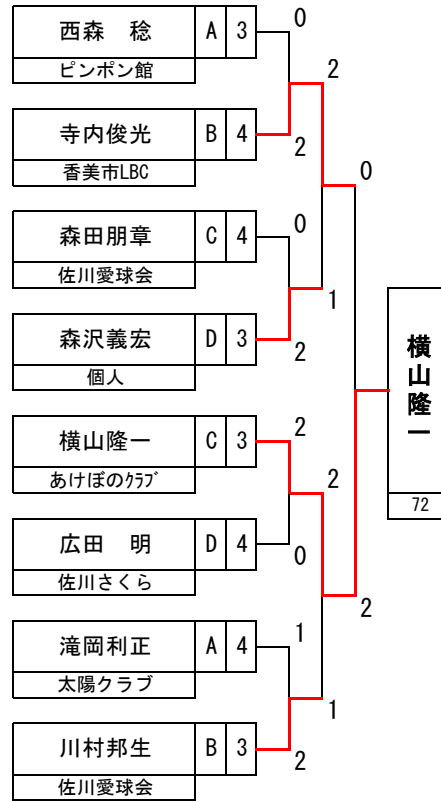 西森　稔 A 3
ピンポン館
0
2
寺内俊光 B 4
香美市LBC
2
0
森田朋章 C 4
佐川愛球会
0
1
森沢義宏 D 3
個人
2
横山隆一
72
横山隆一 C 3
あけぼのｸﾗﾌﾞ
2
2
広田　明 D 4
佐川さくら
0
2
滝岡利正 A 4
太陽クラブ
1
1
川村邦生 B 3
佐川愛球会
2